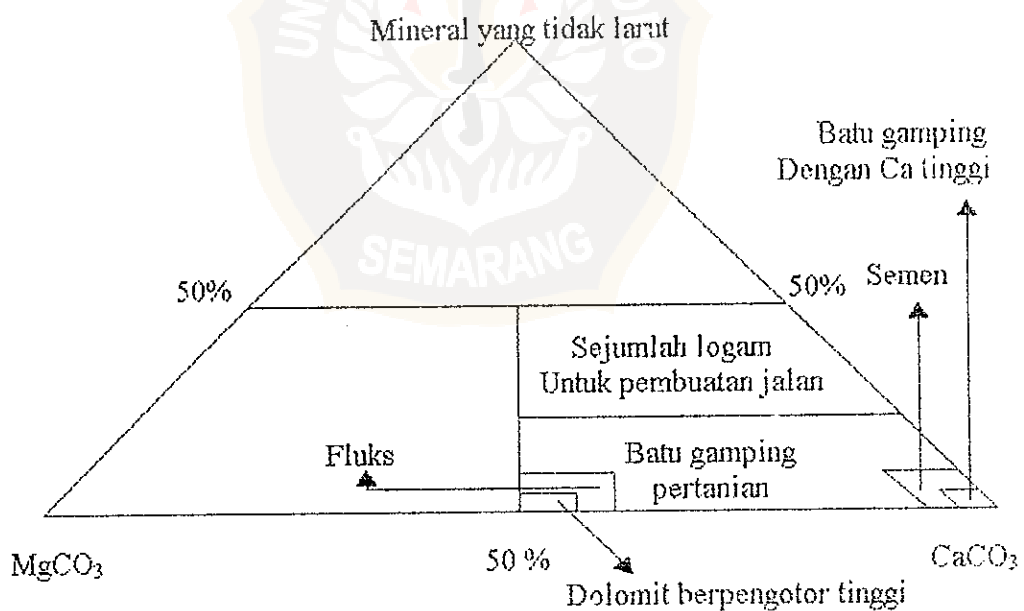 Mineral yang tidak larut
Batu gamping
Dengan Ca tinggi
50%
50%
Semen
Sejumlah logam
Untuk pembuatan jalan
Fluks
Batu gamping
pertanian
MgCO₃
50 %
CaCO₃
Dolomit berpengotor tinggi
SEMARANG